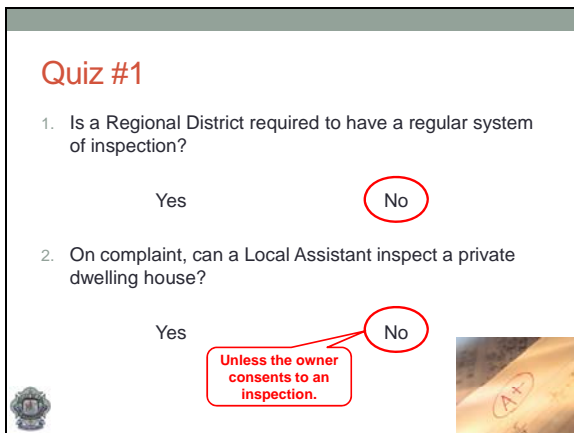 Quiz #1
1. Is a Regional District required to have a regular system
of inspection?
Yes No
2. On complaint, can a Local Assistant inspect a private
dwelling house?
Yes No
Unless the owner
consents to an
inspection.
A+